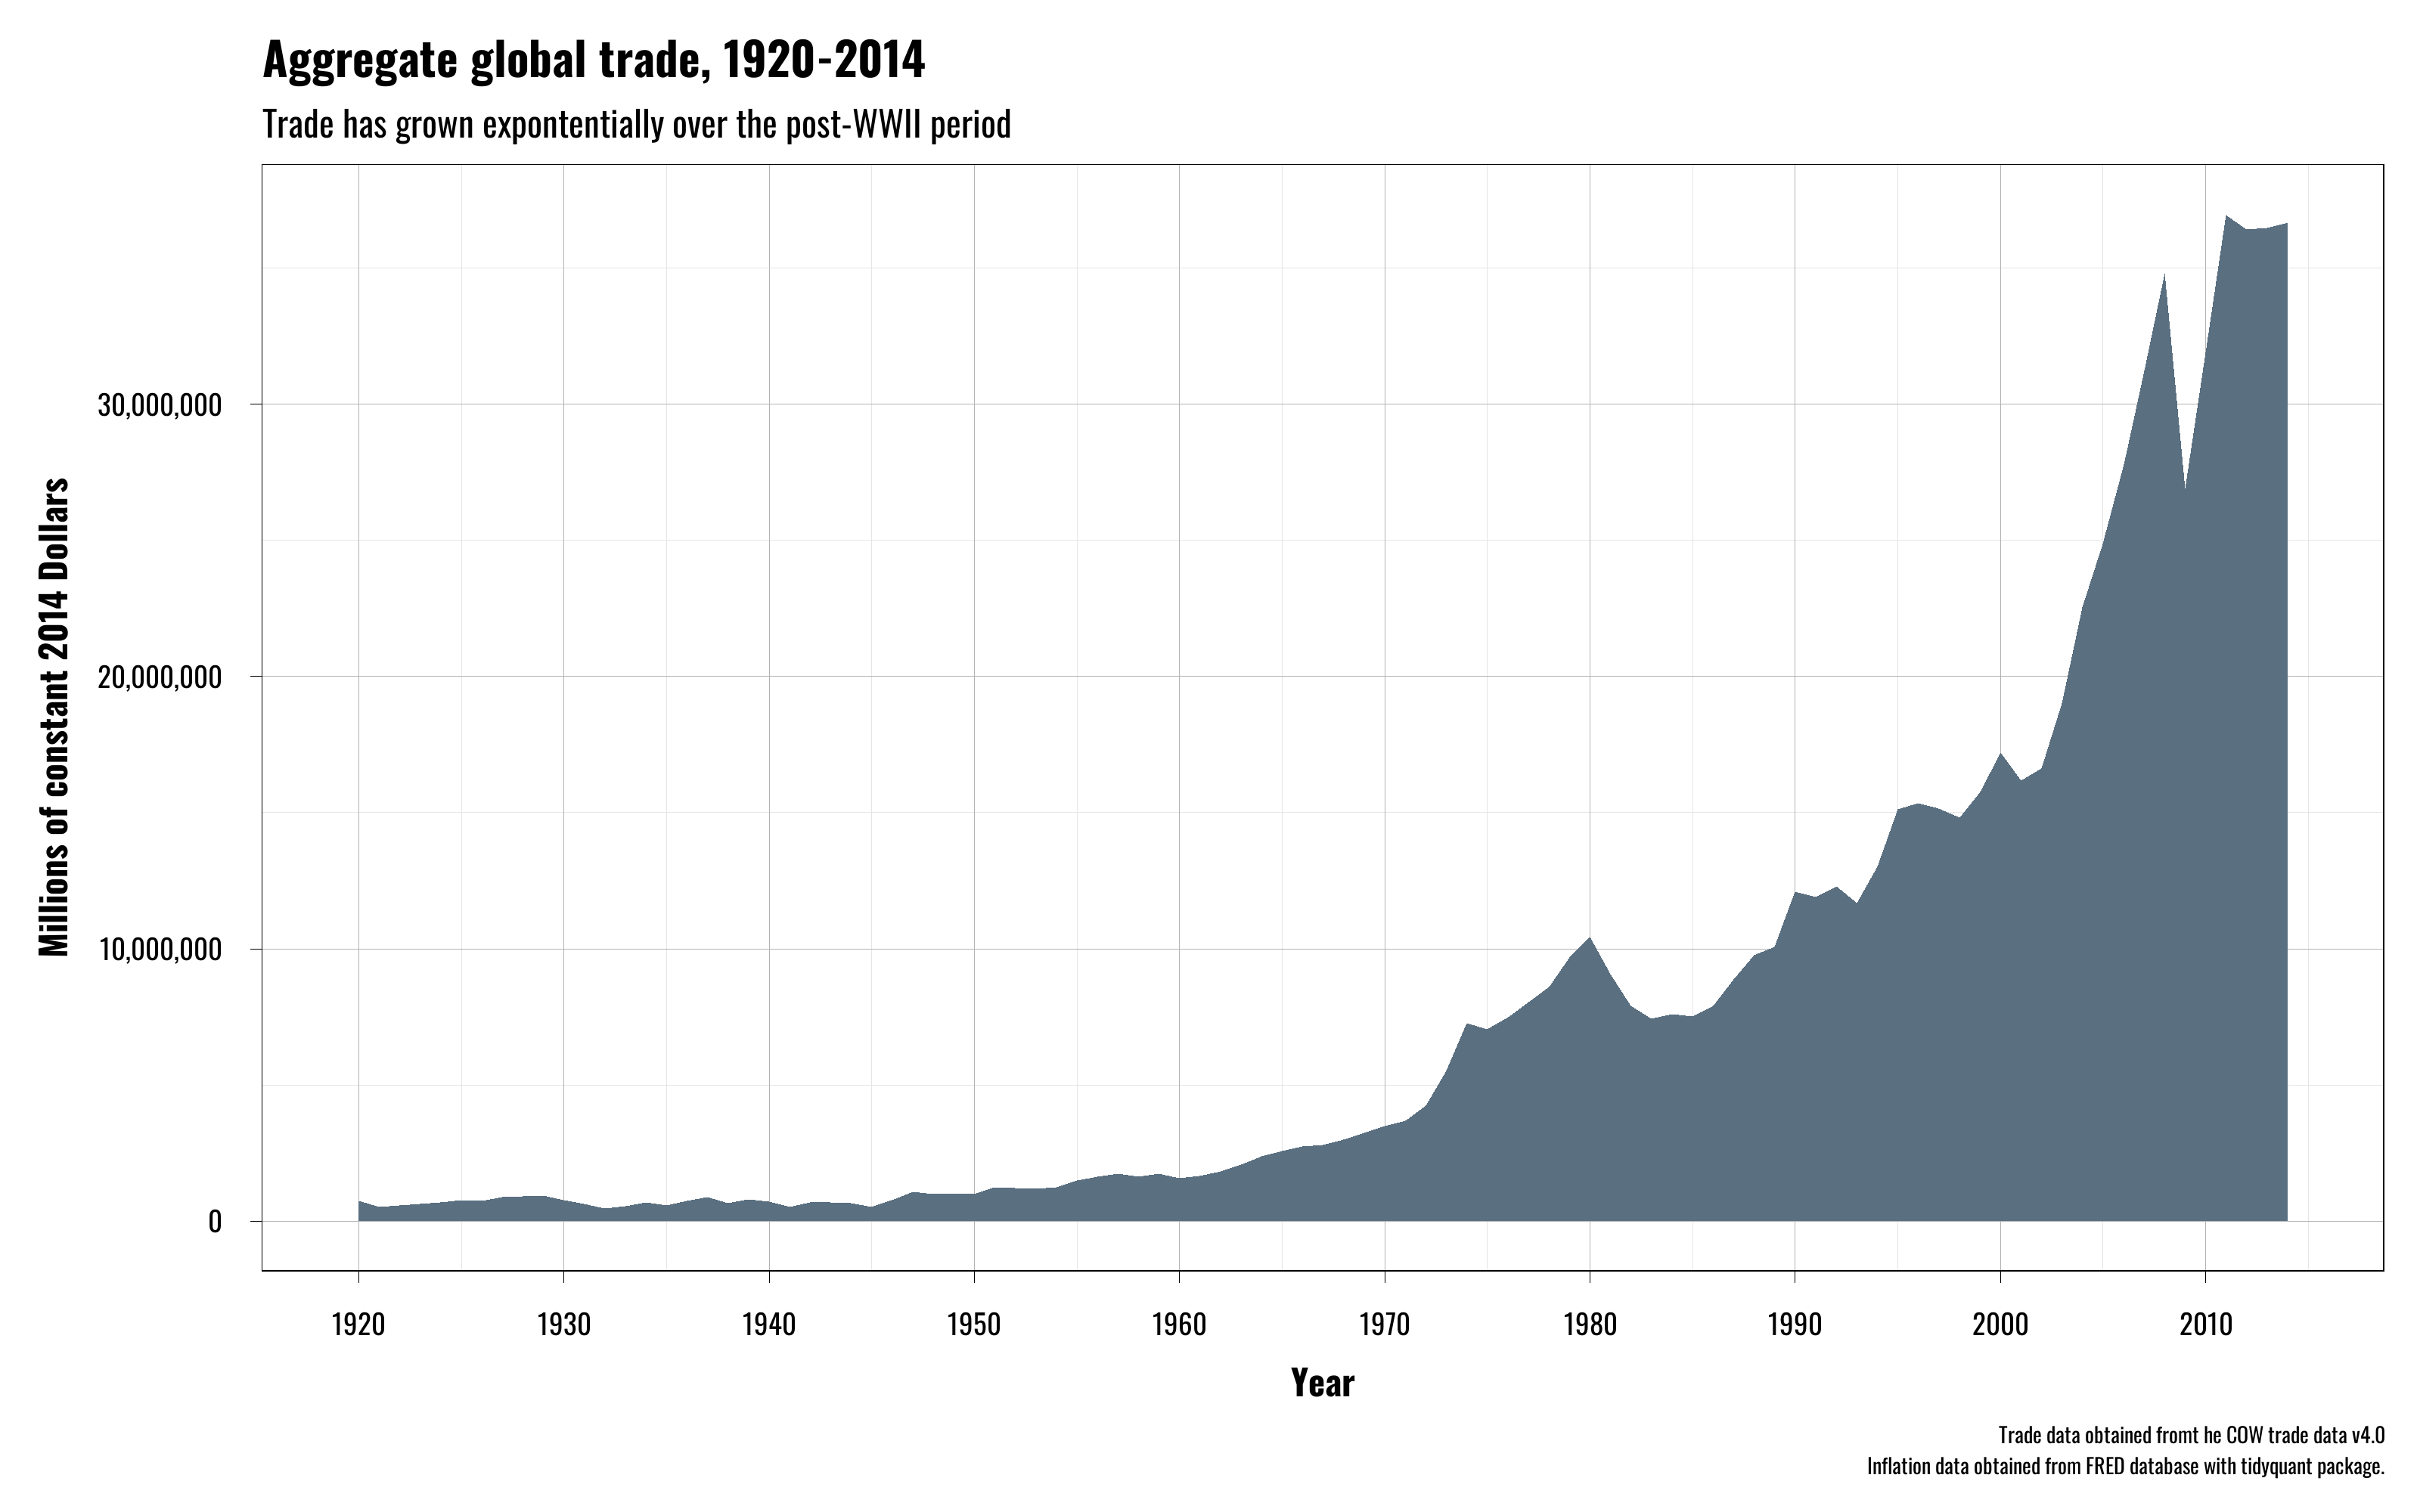 Aggregate global trade, 1920-2014
Trade has grown expontentially over the post-WWII period
Millions of constant 2014 Dollars
30,000,000
20,000,000
10,000,000
0
1920 1930 1940 1950 1960 1970 1980 1990 2000 2010
Year
Trade data obtained fromt he COW trade data v4.0
Inflation data obtained from FRED database with tidyquant package.